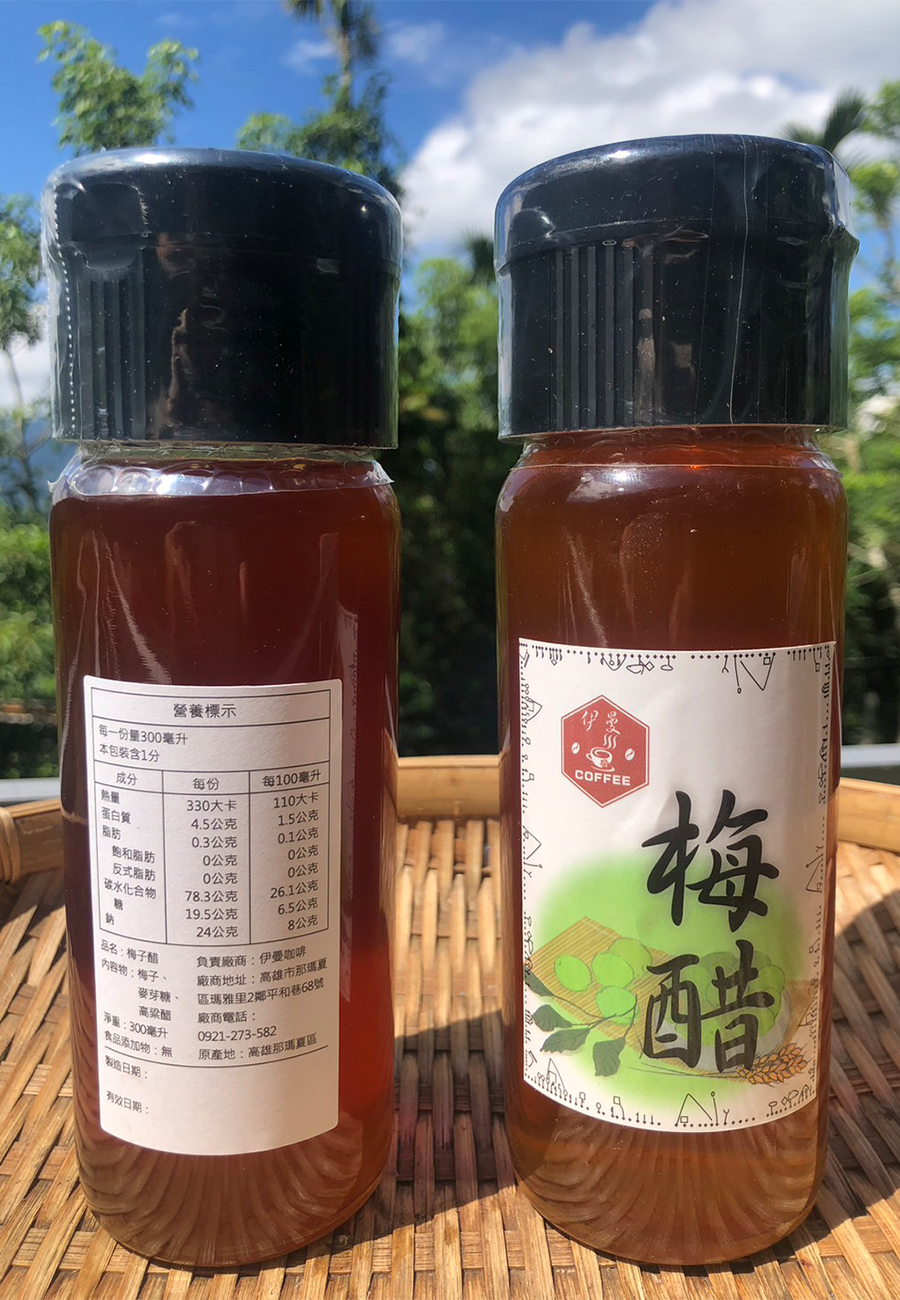 營養標示
每一份量300毫升
本包裝含1分
成分 每份 每100毫升
熱量 330大卡 110大卡
蛋白質 4.5公克 1.5公克
脂肪 0.3公克 0.1公克
飽和脂肪 0公克 0公克
反式脂肪 0公克 0公克
碳水化合物 78.3公克 26.1公克
糖 19.5公克 6.5公克
鈉 24公克 8公克
品名：梅子醋
內容物：梅子、
麥芽糖、
高粱醋
淨重：300毫升
食品添加物：無
負責廠商：伊曼咖啡
廠商地址：高雄市那瑪夏
區瑪雅里2鄰平和巷68號
廠商電話：
0921-273-582
原產地：高雄那瑪夏區
製造日期：
有效日期：
伊曼
COFFEE
梅醋